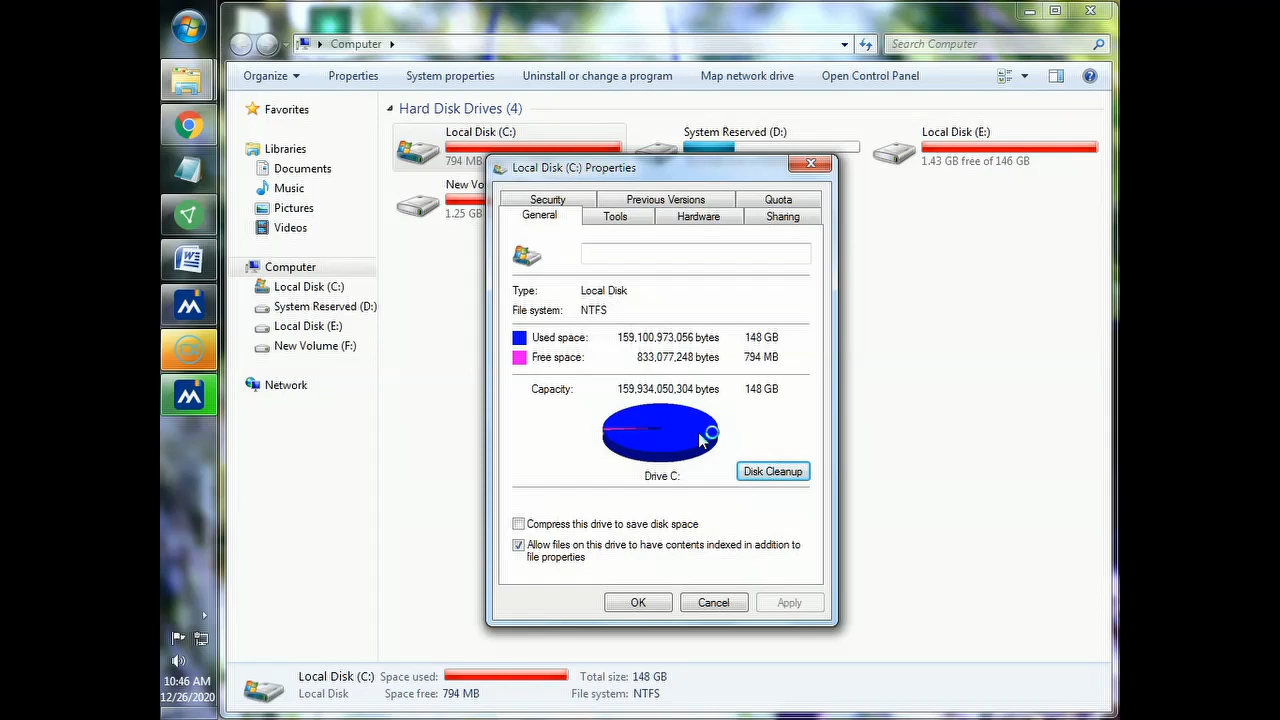 Computer
Search Computer
Organize
Properties
System properties
Uninstall or change a program
Map network drive
Open Control Panel
Favorites
Libraries
Documents
Music
Pictures
Videos
Computer
Local Disk (C:)
System Reserved (D:)
Local Disk (E:)
New Volume (F:)
Network
Hard Disk Drives (4)
Local Disk (C:)
794 MB
System Reserved (D:)
Local Disk (E:)
1.43 GB free of 146 GB
New Vo
1.25 GB
Local Disk (C:) Properties
Security
Previous Versions
Quota
General
Tools
Hardware
Sharing
Type: Local Disk
File system: NTFS
Used space: 159,100,973,056 bytes 148 GB
Free space: 833,077,248 bytes 794 MB
Capacity: 159,934,050,304 bytes 148 GB
Drive C:
Disk Cleanup
Compress this drive to save disk space
Allow files on this drive to have contents indexed in addition to
file properties
OK
Cancel
Apply
Local Disk (C:) Space used: Total size: 148 GB
Local Disk Space free: 794 MB File system: NTFS
10:46 AM
12/26/2020